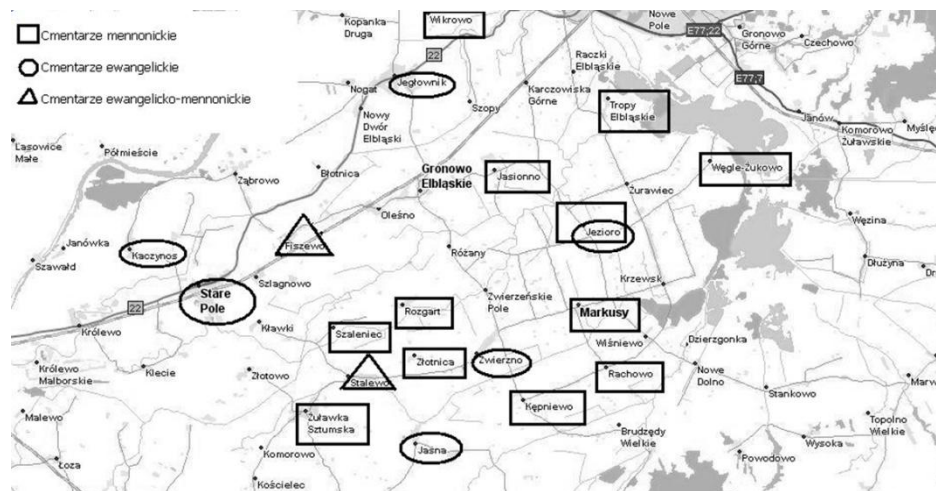 Cmentarze mennonickie
Cmentarze ewangelickie
Cmentarze ewangelicko-mennonickie
Kopanka
Druga
Wikrowo
Nowe
Pole
E77;22
Gronowo
Górne
Czechowo
22
Raczki
Elbląskie
E77;7
Jegłownik
Nogat
Karczowiska
Górne
Szopy
Tropy
Elbląskie
Nowy
Dwór
Elbląski
Janów
Komorowo
Żuławskie
Lasowice
Małe
Półmieście
Błotnica
Ząbrowo
Gronowo
Elbląskie
Jasionno
Węgle-Żukowo
Żurawiec
Oleśno
Węzina
Fiszewo
Jezioro
Janówka
Kaczynos
Szawałd
Różany
Dłużyna
Szlagnowo
Krzewsk
Stare
Pole
Zwierzeńskie
Pole
22
Rozgart
Markusy
Królewo
Kławki
Szaleniec
Wiśniewo
Dzierzgonka
Królewo
Malborskie
Klecie
Złotowo
Złotnica
Zwierzno
Stalewo
Rachowo
Nowe
Dolno
Stankowo
Malewo
Żuławka
Sztumska
Kępniewo
Topolno
Wielkie
Brudzędy
Wielkie
Wysoka
Komorowo
Jasna
Powodowo
Łoza
Kościelec